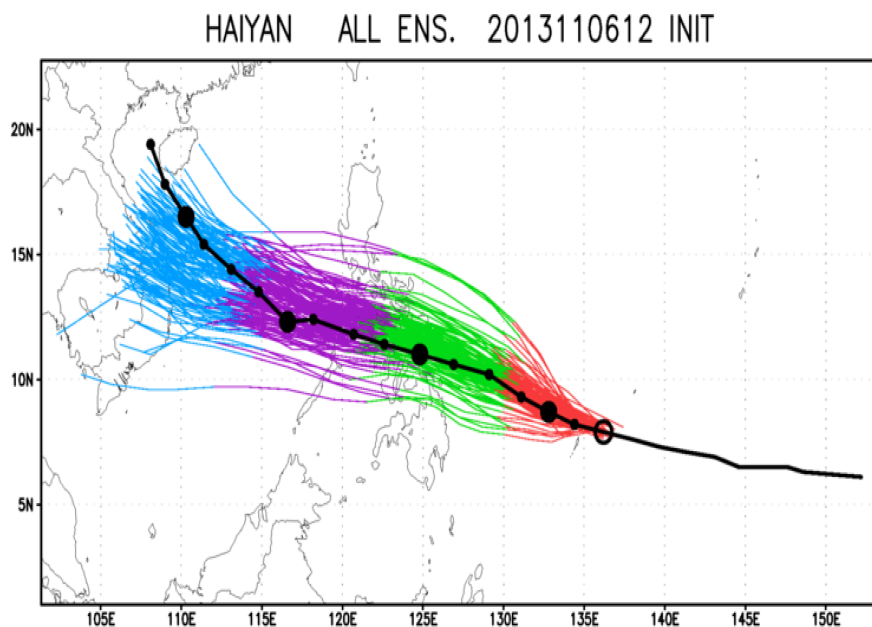 HAIYAN ALL ENS. 2013110612 INIT
20N
15N
10N
5N
105E 110E 115E 120E 125E 130E 135E 140E 145E 150E